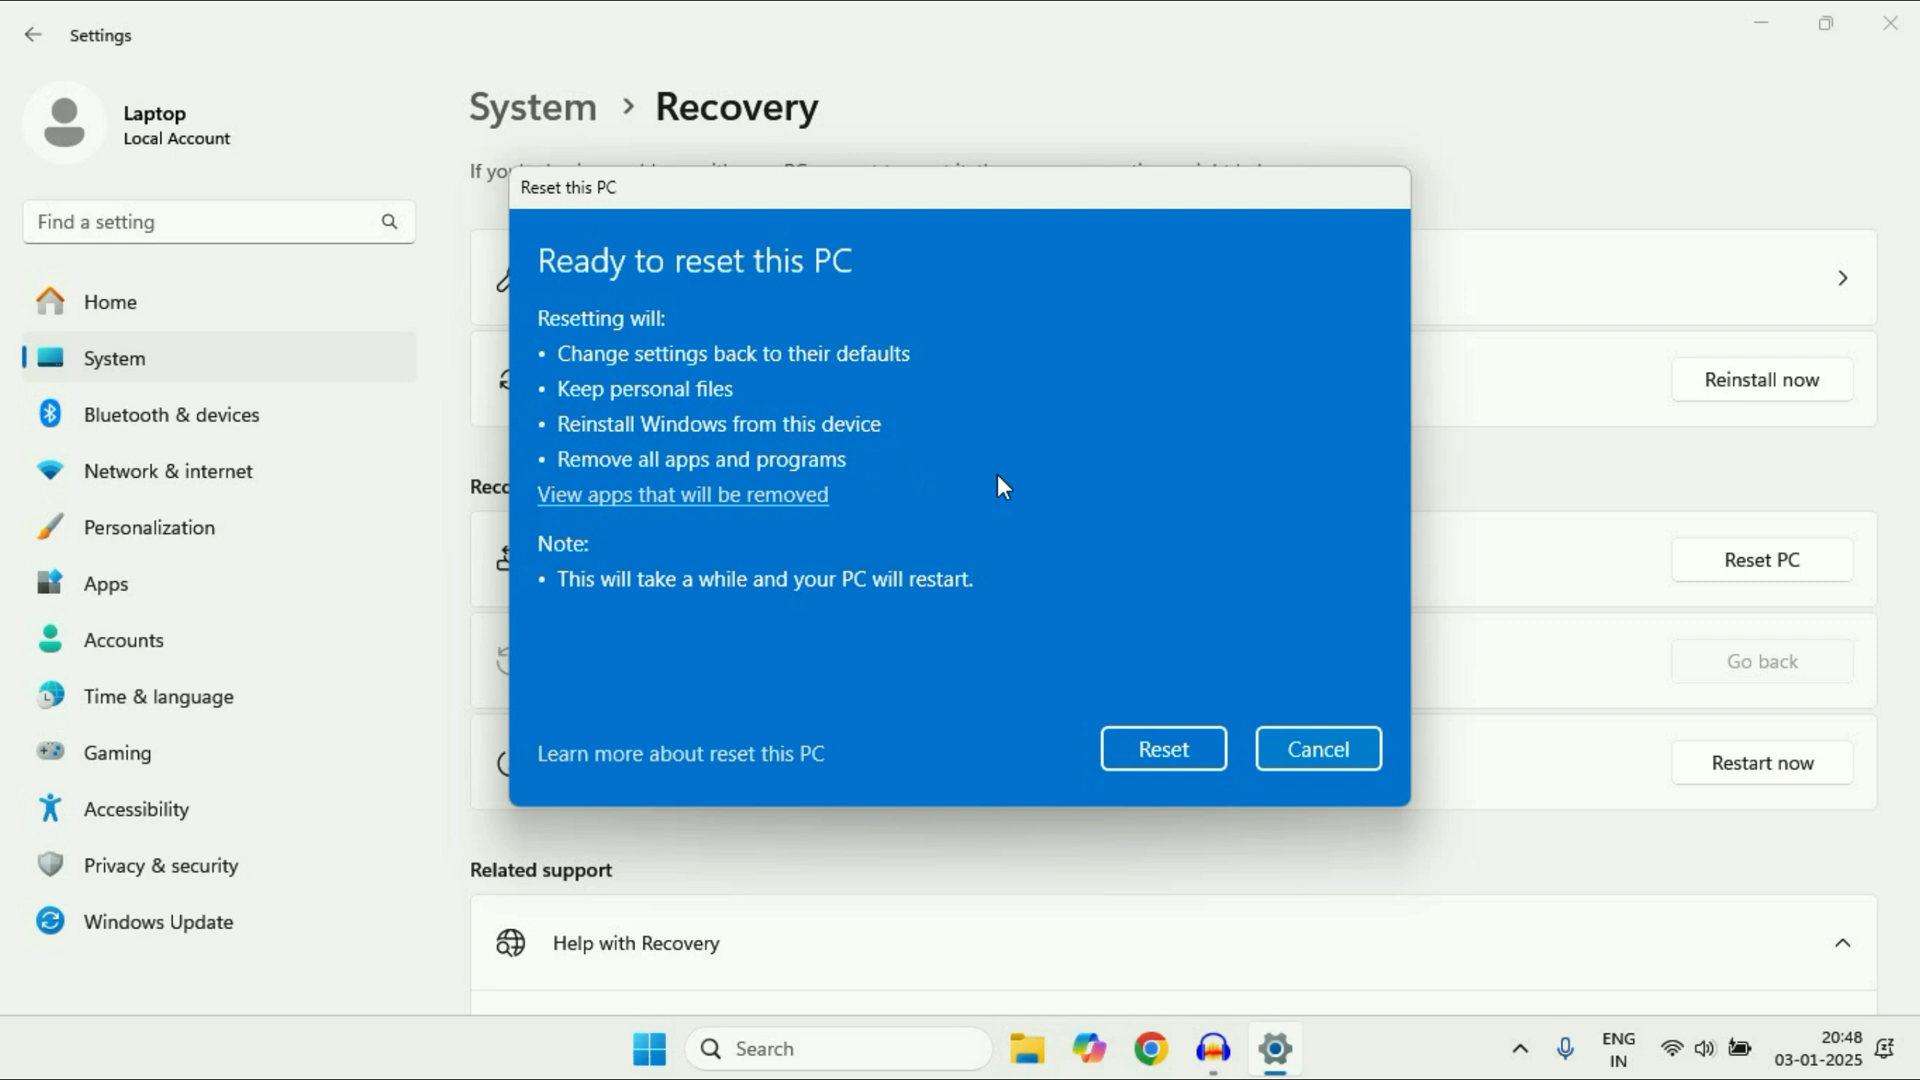 Settings
Laptop
Local Account
Find a setting
Home
System
Bluetooth & devices
Network & internet
Personalization
Apps
Accounts
Time & language
Gaming
Accessibility
Privacy & security
Windows Update
System > Recovery
If you
Reset this PC
Ready to reset this PC
Resetting will:
• Change settings back to their defaults
• Keep personal files
• Reinstall Windows from this device
• Remove all apps and programs
View apps that will be removed
Note:
• This will take a while and your PC will restart.
Learn more about reset this PC
Reset
Cancel
Reinstall now
Reset PC
Go back
Restart now
Related support
Help with Recovery
Search
ENG
IN
20:48
03-01-2025